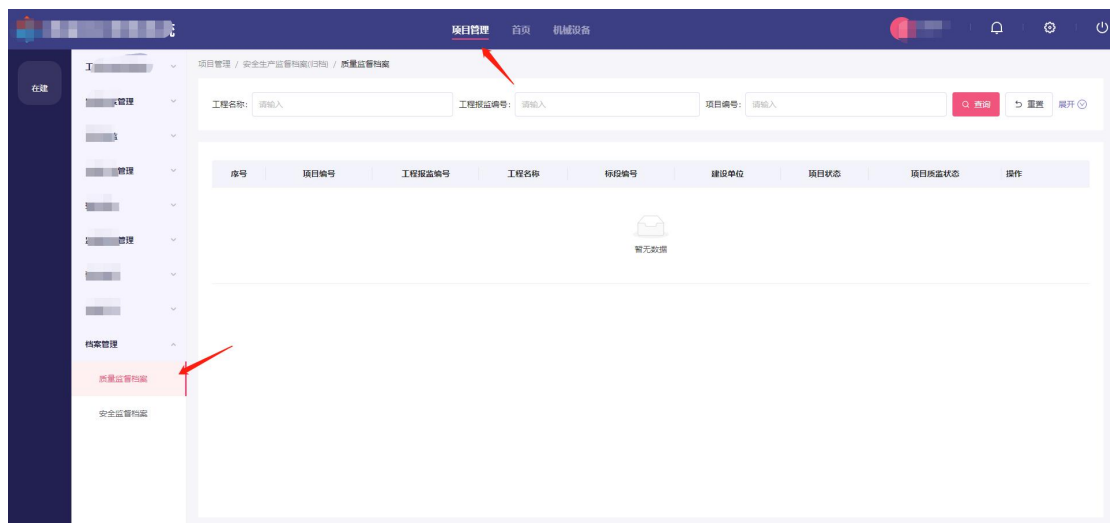 统
项目管理 首页 机械设备
在建
项目管理 / 安全生产监督档案(归档) / 质量监督档案
工程名称: 请输入 工程报监编号: 请输入 项目编号: 请输入 查询 重置 展开
管理
管理
管理
档案管理
质量监督档案
安全监督档案
序号 项目编号 工程报监编号 工程名称 标段编号 建设单位 项目状态 项目质监状态 操作
暂无数据